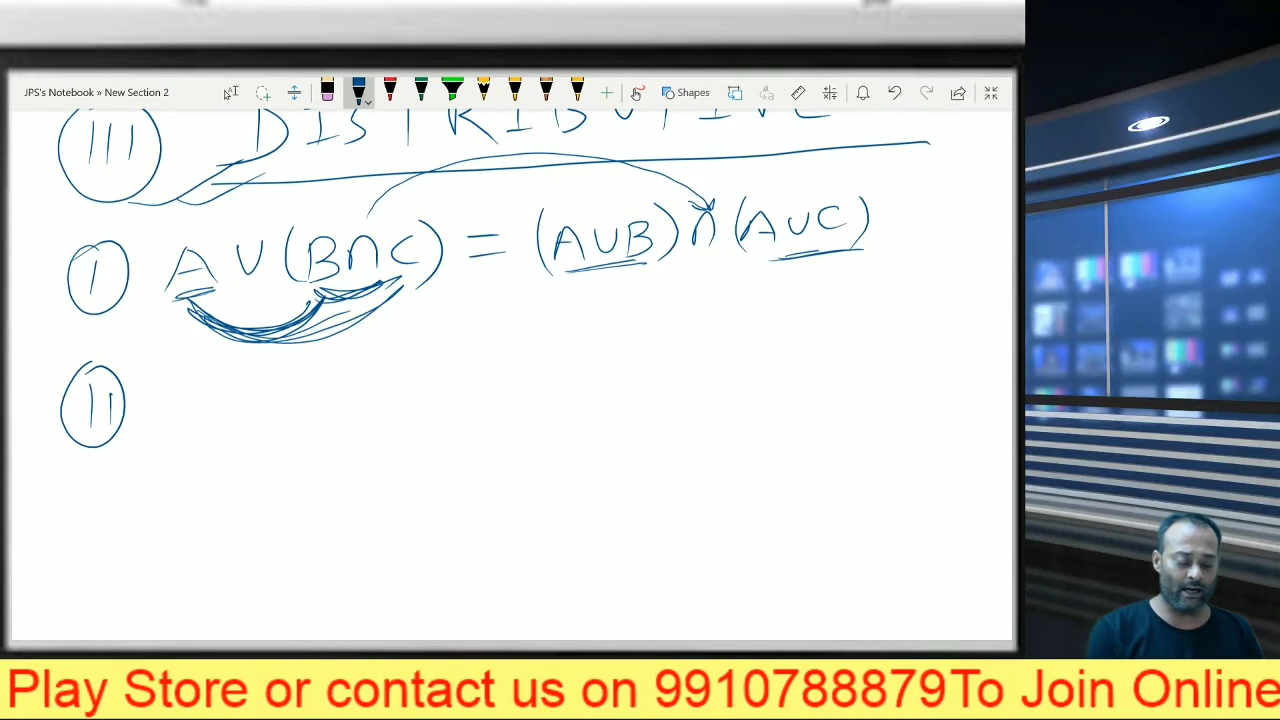 JPS's Notebook » New Section 2
Shapes
III DISTRIBUTIVE
I A∪(B∩C) = (A∪B)∩(A∪C)
II
Play Store or contact us on 9910788879To Join Online